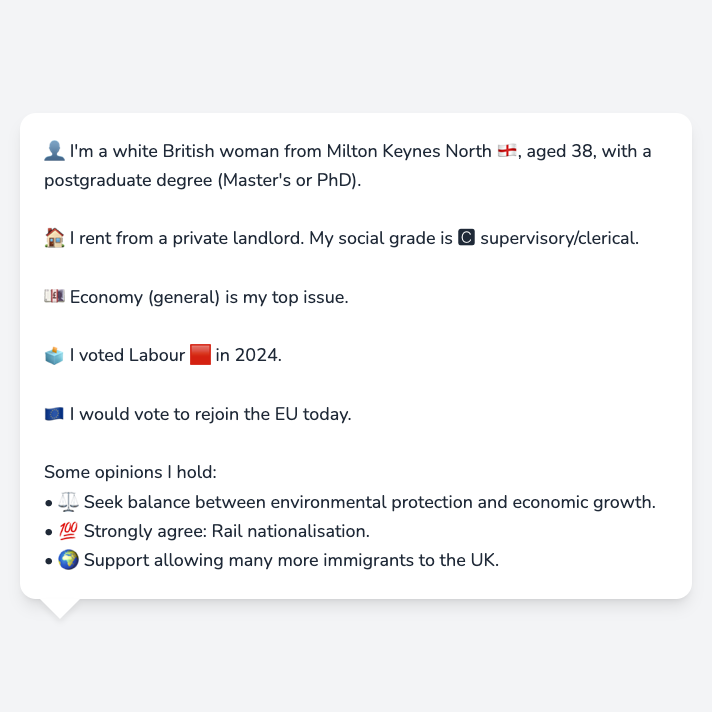 👤 I'm a white British woman from Milton Keynes North 🏴󠁧󠁢󠁥󠁮󠁧󠁿, aged 38, with a
postgraduate degree (Master's or PhD).
🏠 I rent from a private landlord. My social grade is 🅲 supervisory/clerical.
💷 Economy (general) is my top issue.
🗳️ I voted Labour 🟥 in 2024.
🇪🇺 I would vote to rejoin the EU today.
Some opinions I hold:
• ⚖️ Seek balance between environmental protection and economic growth.
• 💯 Strongly agree: Rail nationalisation.
• 🌍 Support allowing many more immigrants to the UK.